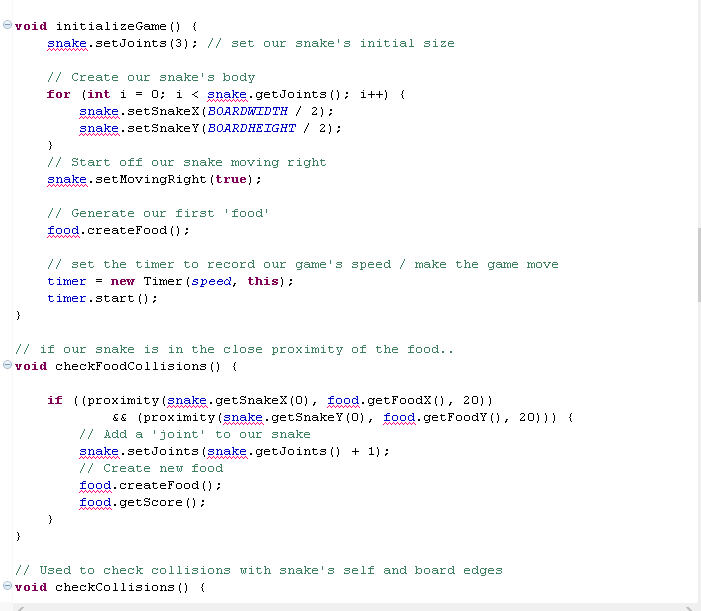 void initializeGame() {
snake.setJoints(3); // set our snake's initial size
// Create our snake's body
for (int i = 0; i < snake.getJoints(); i++) {
snake.setSnakeX(BOARDWIDTH / 2);
snake.setSnakeY(BOARDHEIGHT / 2);
}
// Start off our snake moving right
snake.setMovingRight(true);
// Generate our first 'food'
food.createFood();
// set the timer to record our game's speed / make the game move
timer = new Timer(speed, this);
timer.start();
}
// if our snake is in the close proximity of the food..
void checkFoodCollisions() {
if ((proximity(snake.getSnakeX(0), food.getFoodX(), 20))
&& (proximity(snake.getSnakeY(0), food.getFoodY(), 20))) {
// Add a 'joint' to our snake
snake.setJoints(snake.getJoints() + 1);
// Create new food
food.createFood();
food.getScore();
}
}
// Used to check collisions with snake's self and board edges
void checkCollisions() {